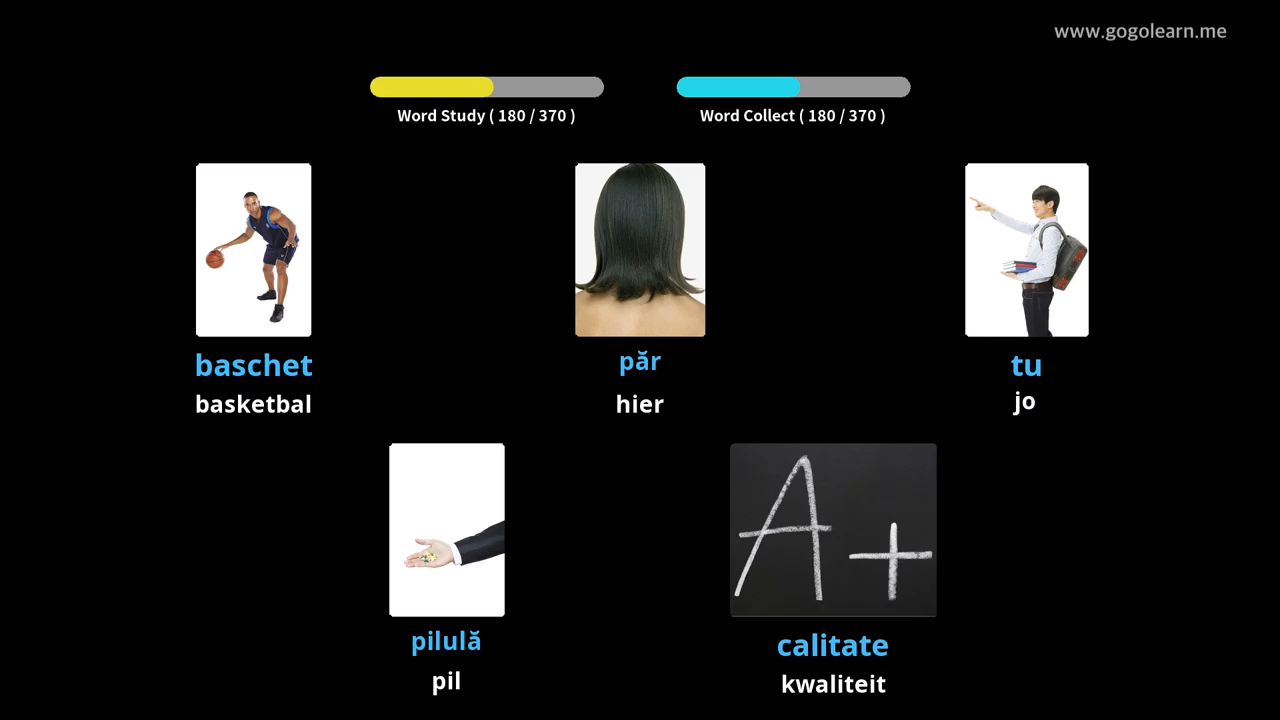 www.gogolearn.me
Word Study ( 180 / 370 )
Word Collect ( 180 / 370 )
baschet
basketbal
păr
hier
tu
jo
pilulă
pil
A+
calitate
kwaliteit